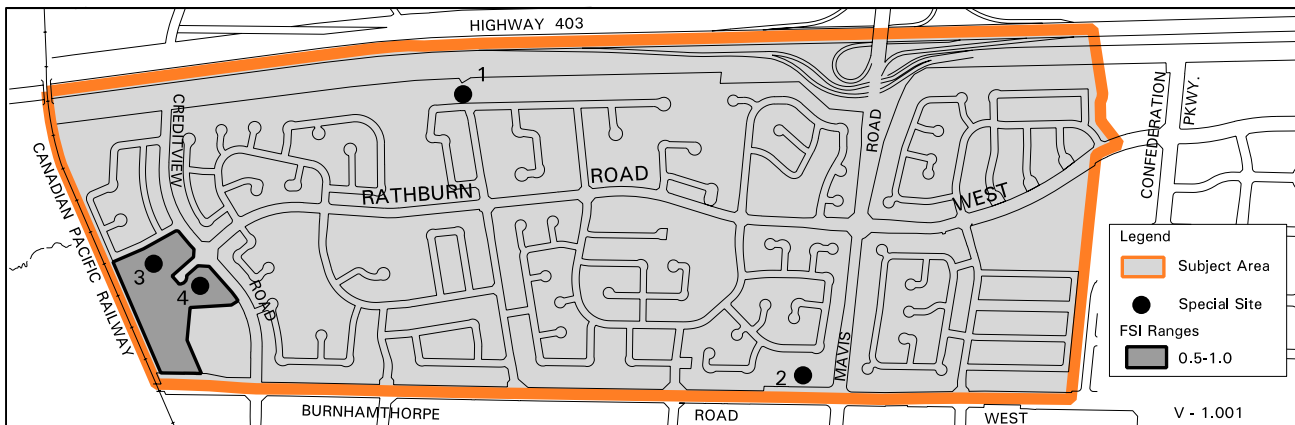 HIGHWAY 403
1
CREDITVIEW
ROAD
CONFEDERATION
PKWY.
ROAD
RATHBURN
WEST
CANADIAN PACIFIC RAILWAY
3
4
ROAD
Legend
Subject Area
Special Site
FSI Ranges
0.5-1.0
MAVIS
ROAD
2
BURNHAMTHORPE
ROAD
WEST
V - 1.001